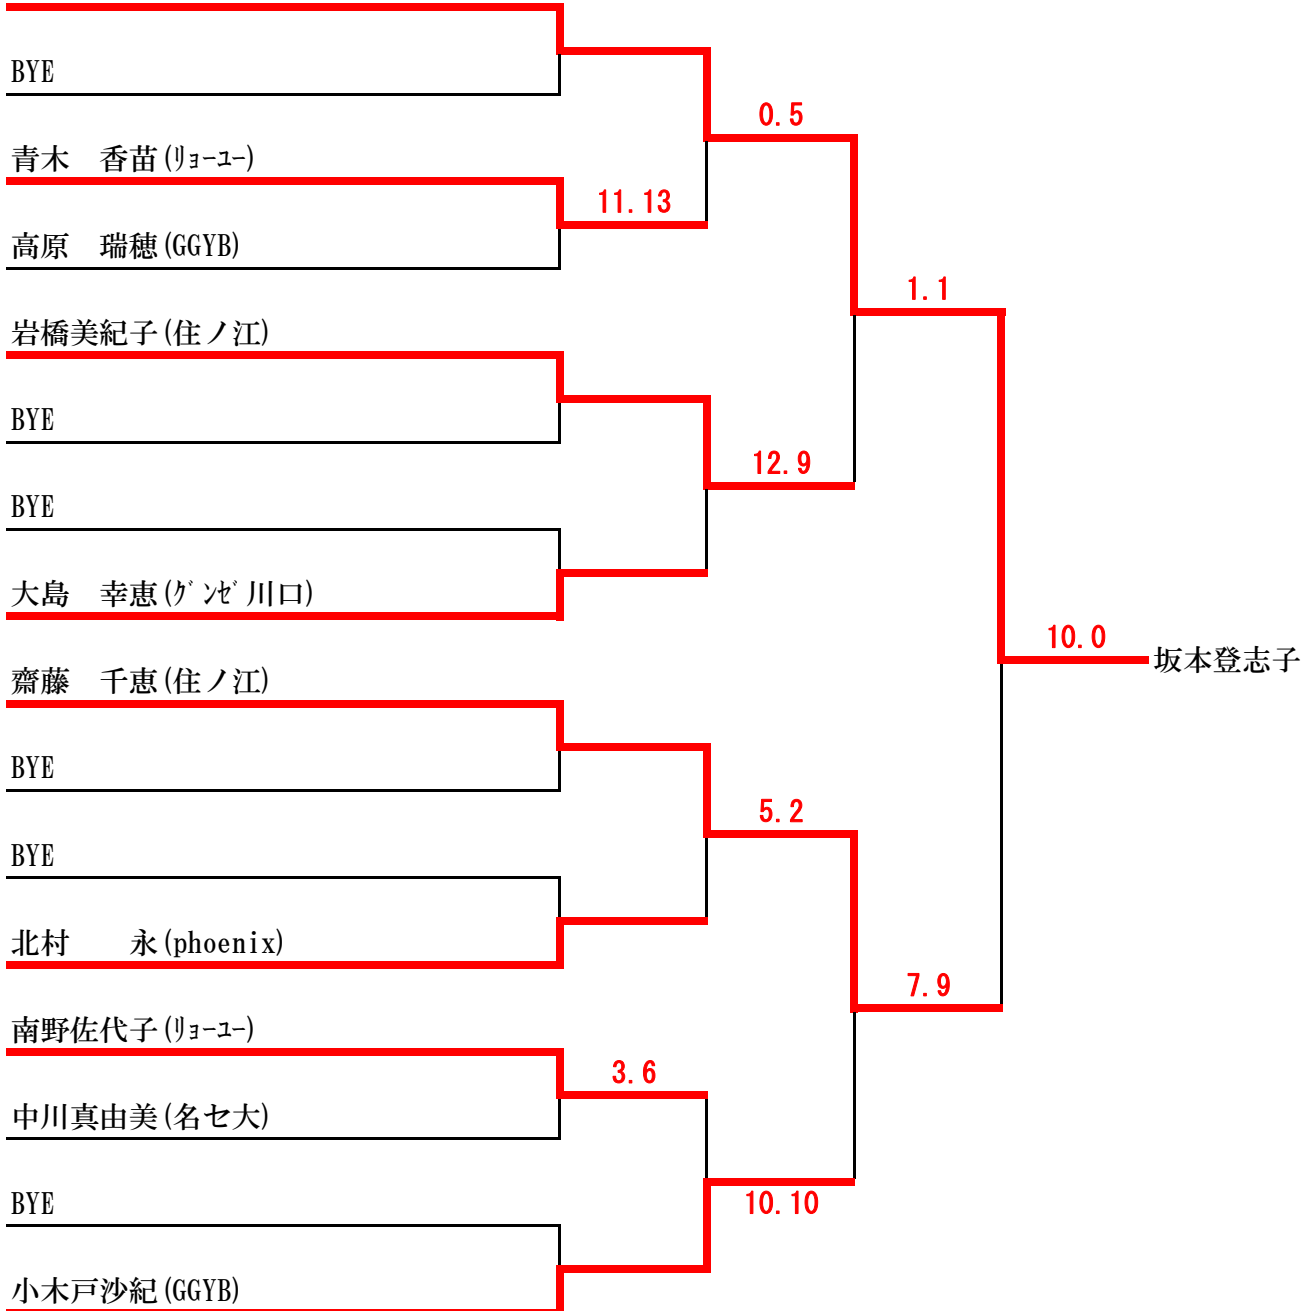 BYE
0.5
青木　香苗(ﾘｮｰﾕｰ)
11.13
高原　瑞穂(GGYB)
1.1
岩橋美紀子(住ノ江)
BYE
12.9
BYE
大島　幸恵(ｸﾞﾝｾﾞ川口)
10.0
坂本登志子
齋藤　千恵(住ノ江)
BYE
5.2
BYE
北村　　永(phoenix)
7.9
南野佐代子(ﾘｮｰﾕｰ)
3.6
中川真由美(名セ大)
BYE
10.10
小木戸沙紀(GGYB)